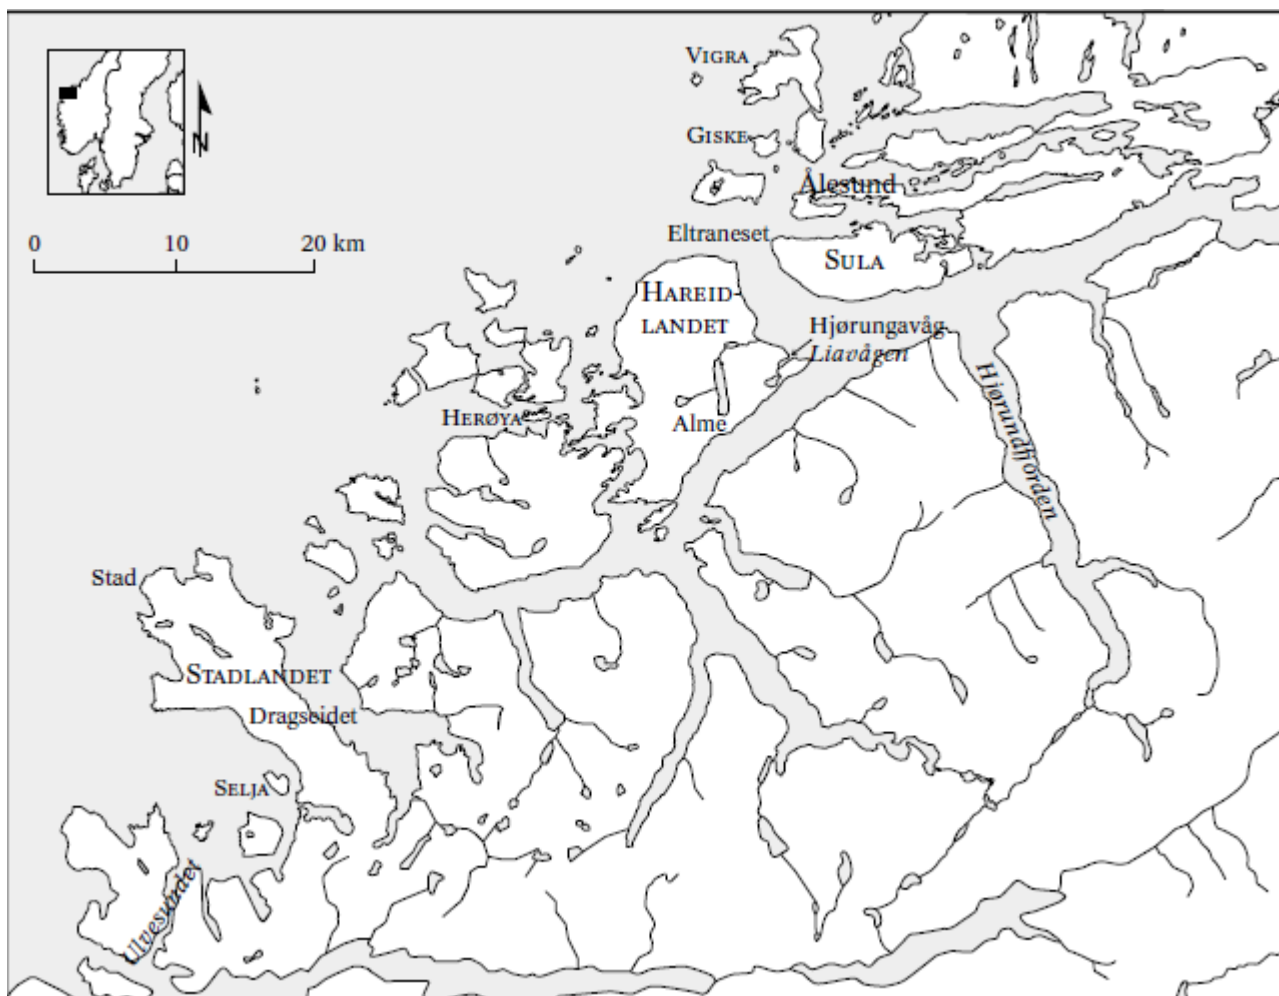 VIGRA
N
GISKE
Ålesund
0 10 20 km
Eltraneset
SULA
HAREID-
LANDET
Hjørungavåg
Liavågen
Hjørundfjorden
HERØYA
Alme
Stad
STADLANDET
Dragseidet
SELJA
Ulvesundet